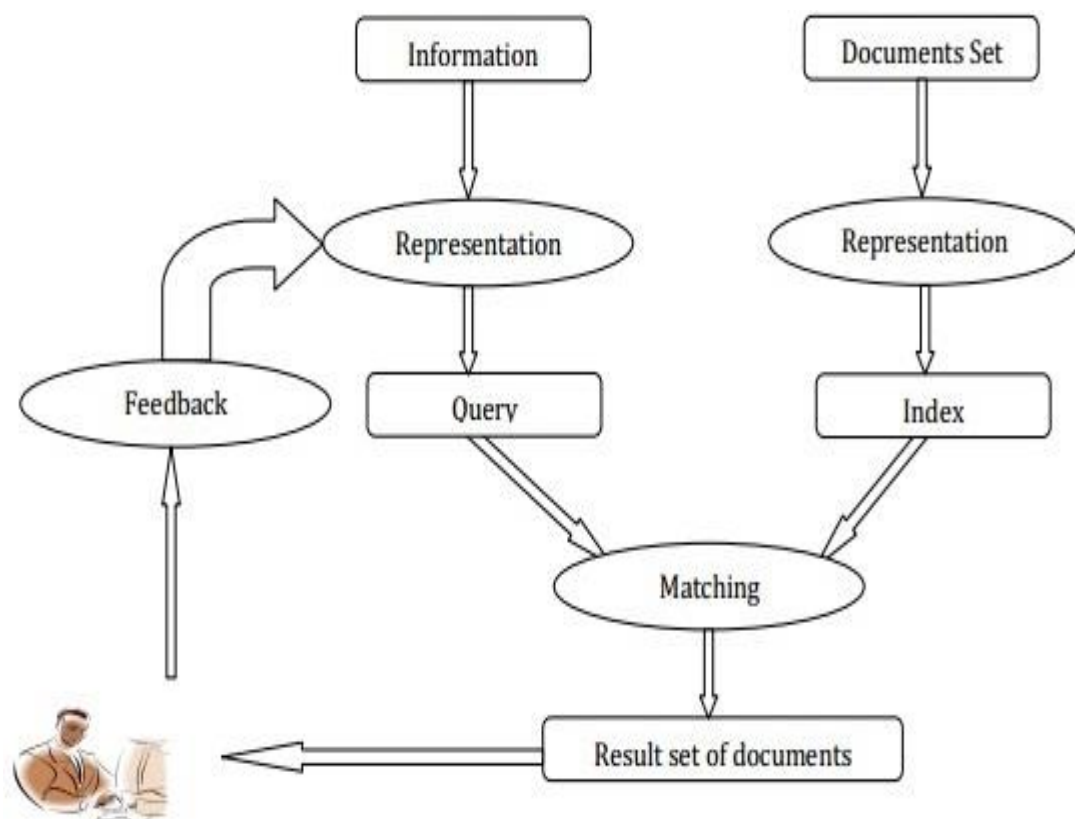 Information
Documents Set
Representation
Representation
Feedback
Query
Index
Matching
Result set of documents